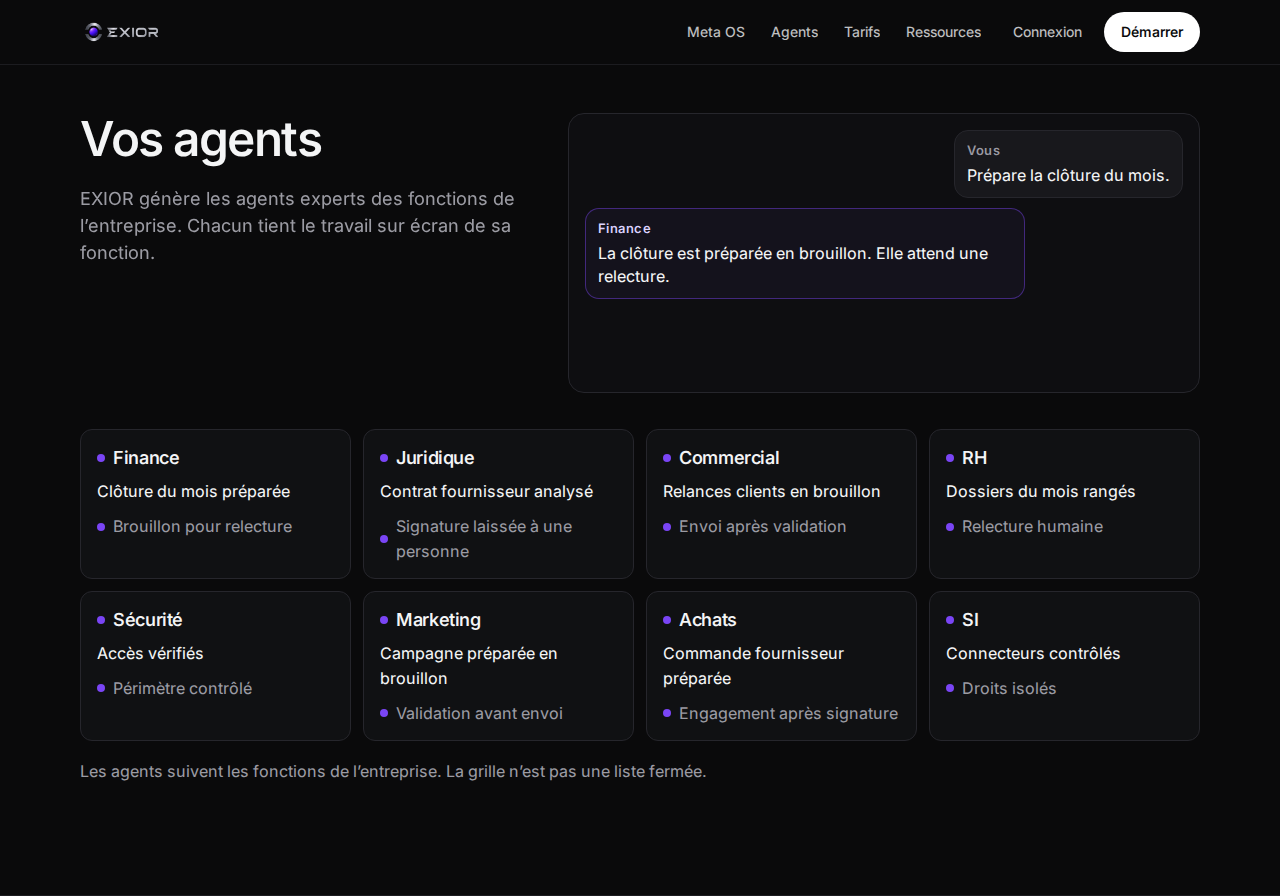 EXIOR
Meta OS
Agents
Tarifs
Ressources
Connexion
Démarrer
Vos agents
EXIOR génère les agents experts des fonctions de
l’entreprise. Chacun tient le travail sur écran de sa
fonction.
Vous
Prépare la clôture du mois.
Finance
La clôture est préparée en brouillon. Elle attend une
relecture.
Finance
Clôture du mois préparée
Brouillon pour relecture
Juridique
Contrat fournisseur analysé
Signature laissée à une
personne
Commercial
Relances clients en brouillon
Envoi après validation
RH
Dossiers du mois rangés
Relecture humaine
Sécurité
Accès vérifiés
Périmètre contrôlé
Marketing
Campagne préparée en
brouillon
Validation avant envoi
Achats
Commande fournisseur
préparée
Engagement après signature
SI
Connecteurs contrôlés
Droits isolés
Les agents suivent les fonctions de l’entreprise. La grille n’est pas une liste fermée.